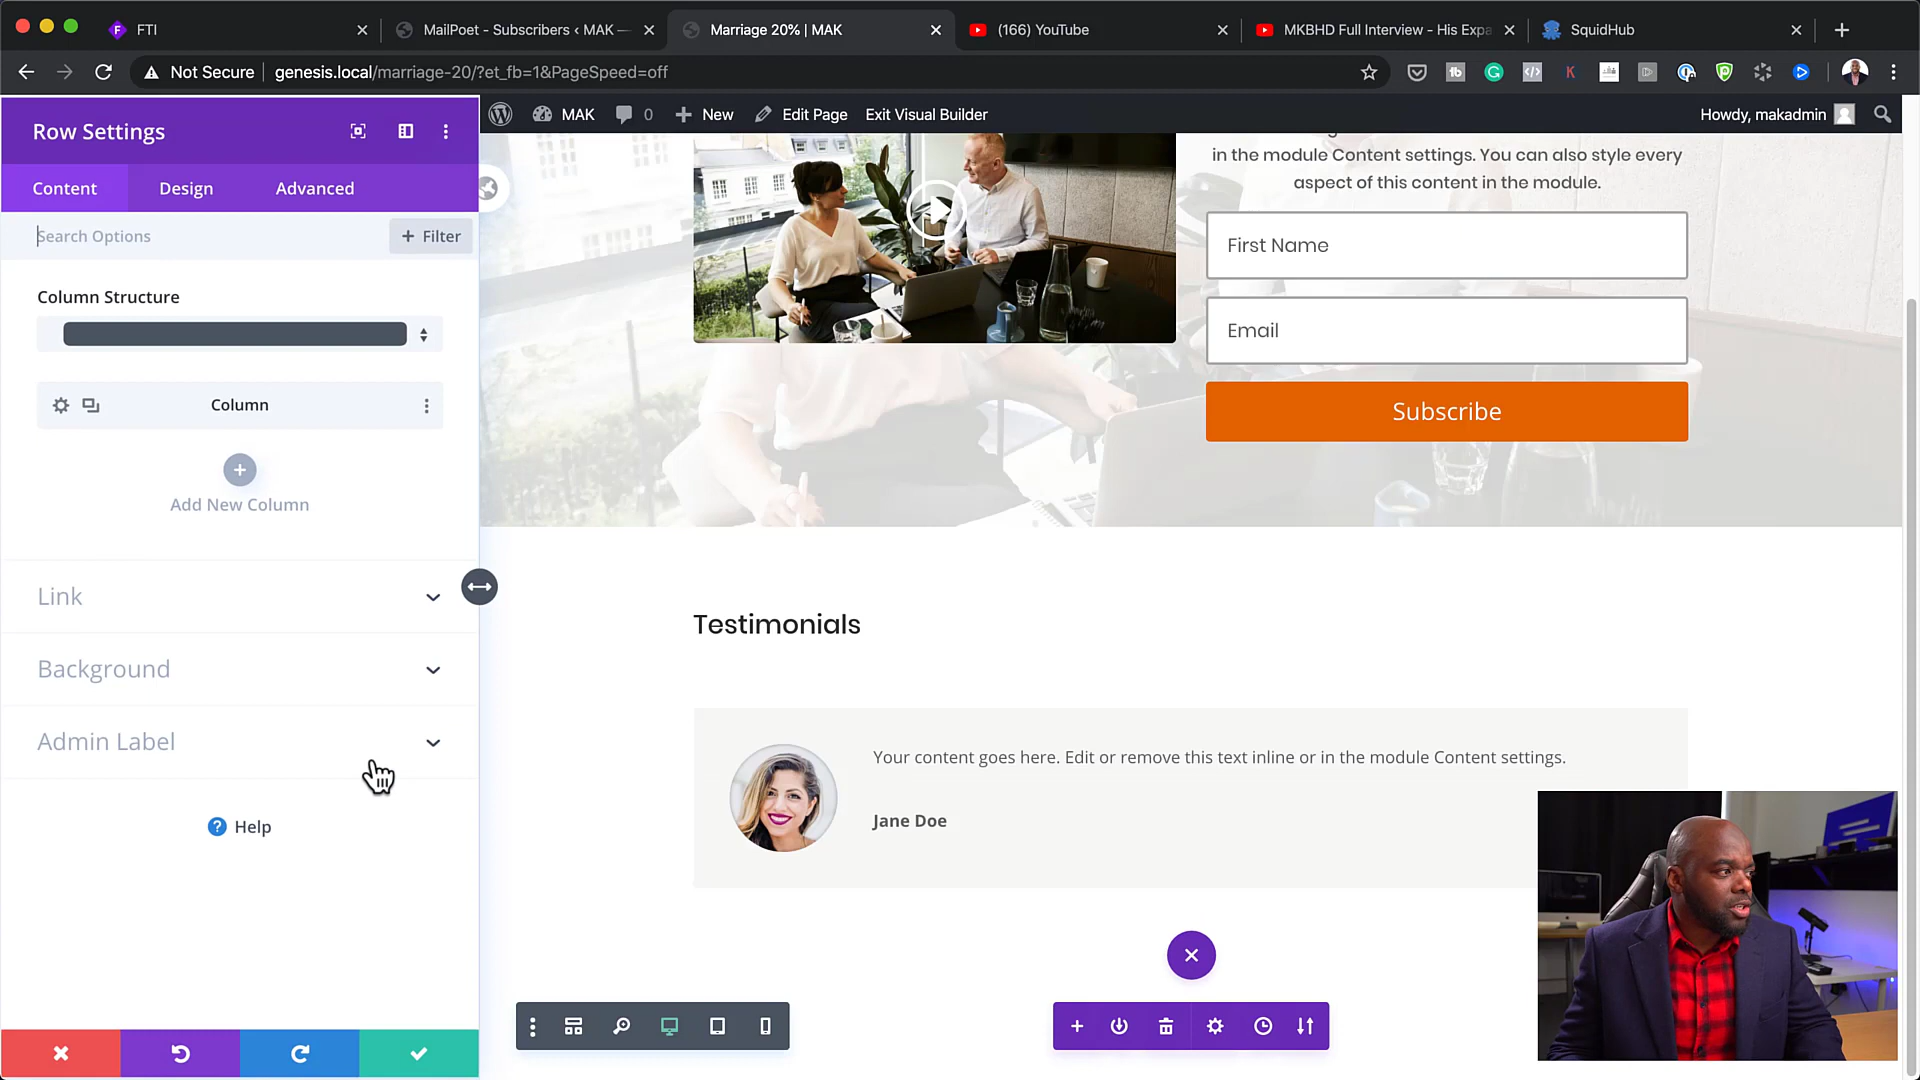 FTI
MailPoet - Subscribers ‹ MAK —
Marriage 20% | MAK
(166) YouTube
MKBHD Full Interview - His Expa
SquidHub
Not Secure
genesis.local/marriage-20/?et_fb=1&PageSpeed=off
Row Settings
MAK
0
New
Edit Page
Exit Visual Builder
Howdy, makadmin
Content
Design
Advanced
Search Options
+ Filter
Column Structure
Column
Add New Column
Link
Background
Admin Label
Help
in the module Content settings. You can also style every
aspect of this content in the module.
First Name
Email
Subscribe
Testimonials
Your content goes here. Edit or remove this text inline or in the module Content settings.
Jane Doe